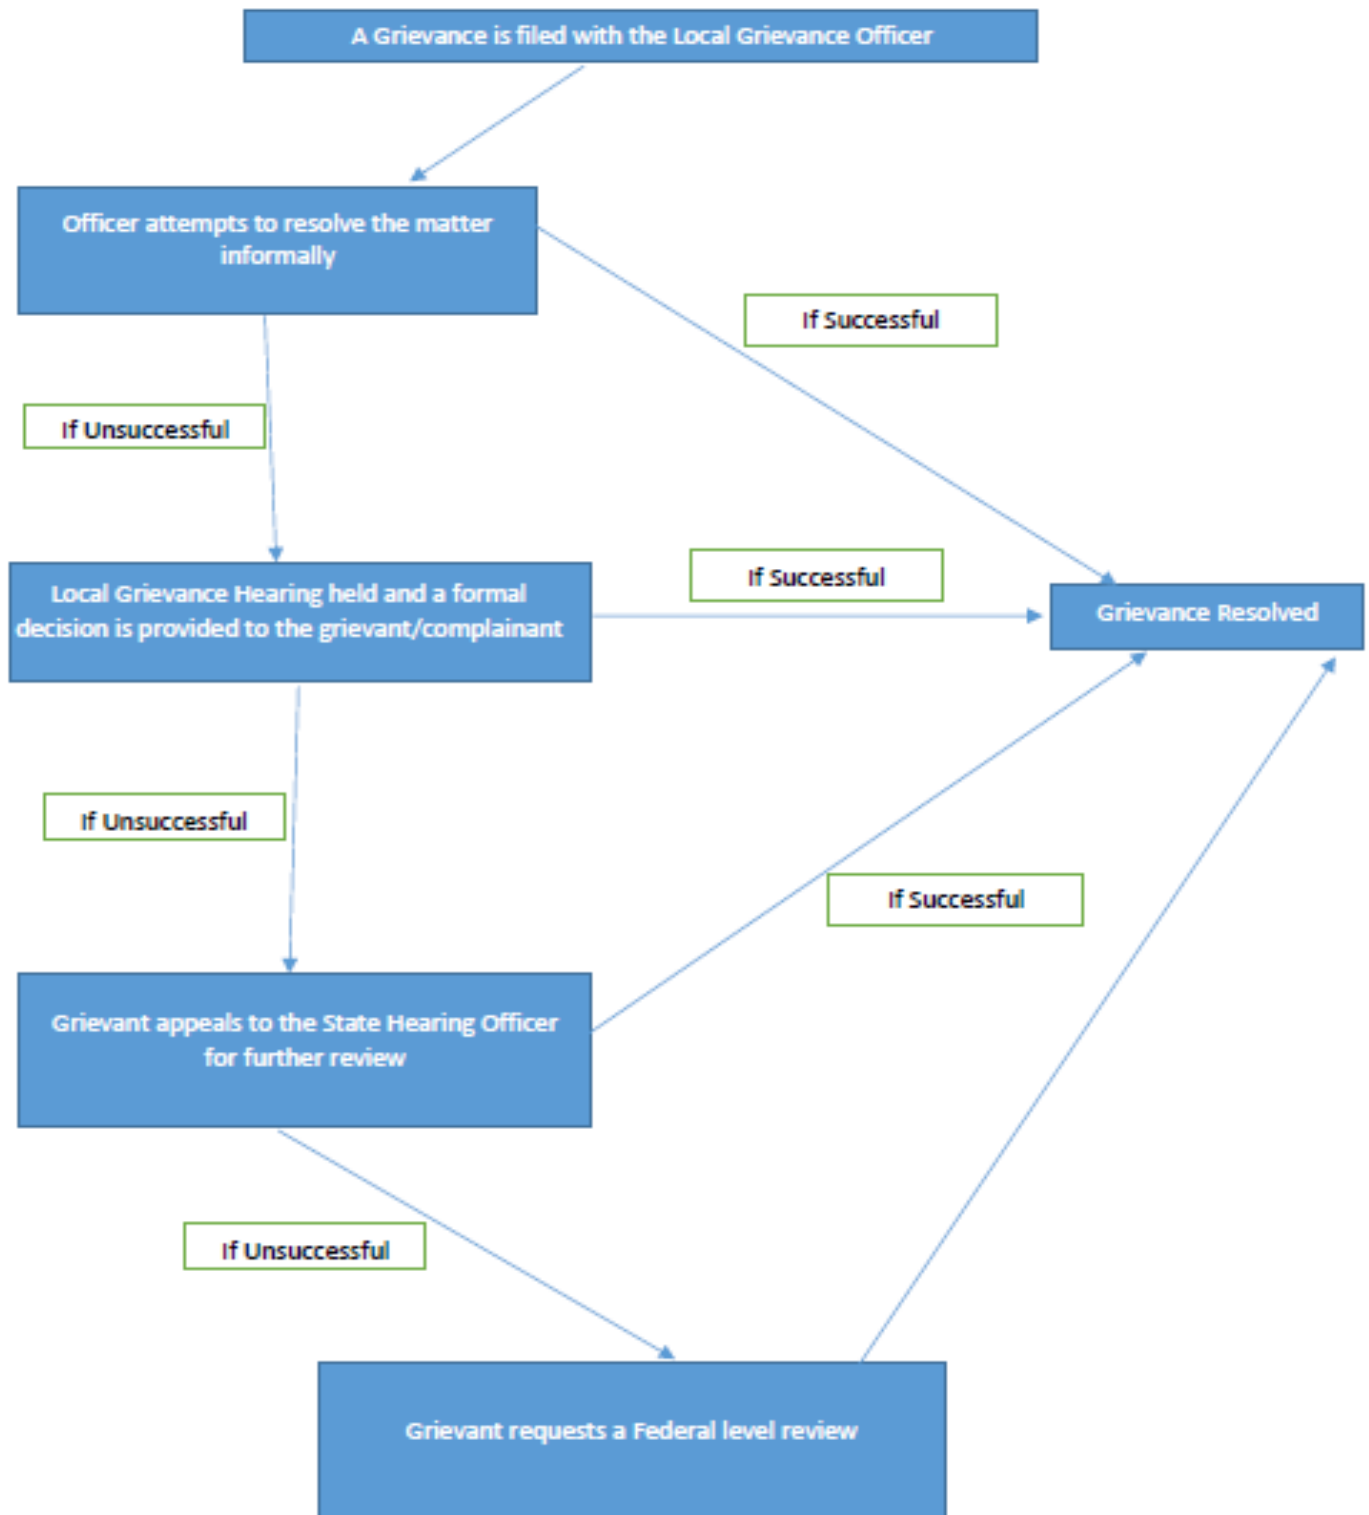 A Grievance is filed with the Local Grievance Officer
Officer attempts to resolve the matter
informally
If Successful
If Unsuccessful
Local Grievance Hearing held and a formal
decision is provided to the grievant/complainant
If Successful
Grievance Resolved
If Unsuccessful
If Successful
Grievant appeals to the State Hearing Officer
for further review
If Unsuccessful
Grievant requests a Federal level review